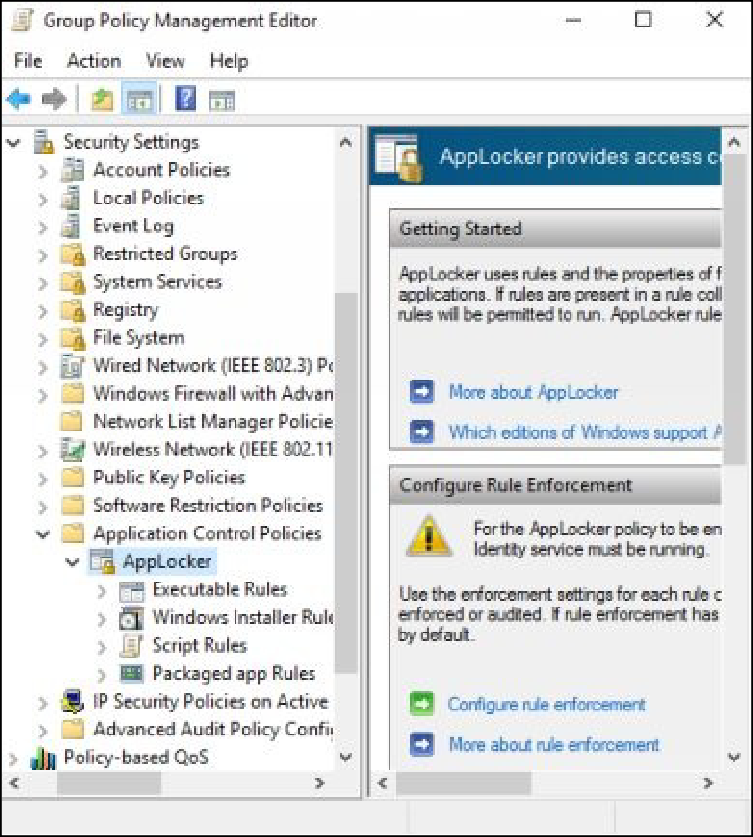 Group Policy Management Editor
File Action View Help
Security Settings
Account Policies
Local Policies
Event Log
Restricted Groups
System Services
Registry
File System
Wired Network (IEEE 802.3) Po
Windows Firewall with Advan
Network List Manager Policie
Wireless Network (IEEE 802.11
Public Key Policies
Software Restriction Policies
Application Control Policies
AppLocker
Executable Rules
Windows Installer Rule
Script Rules
Packaged app Rules
IP Security Policies on Active
Advanced Audit Policy Config
Policy-based QoS
AppLocker provides access co
Getting Started
AppLocker uses rules and the properties of f
applications. If rules are present in a rule coll
rules will be permitted to run. AppLocker rule
More about AppLocker
Which editions of Windows support A
Configure Rule Enforcement
For the AppLocker policy to be en
Identity service must be running.
Use the enforcement settings for each rule c
enforced or audited. If rule enforcement has
by default.
Configure rule enforcement
More about rule enforcement